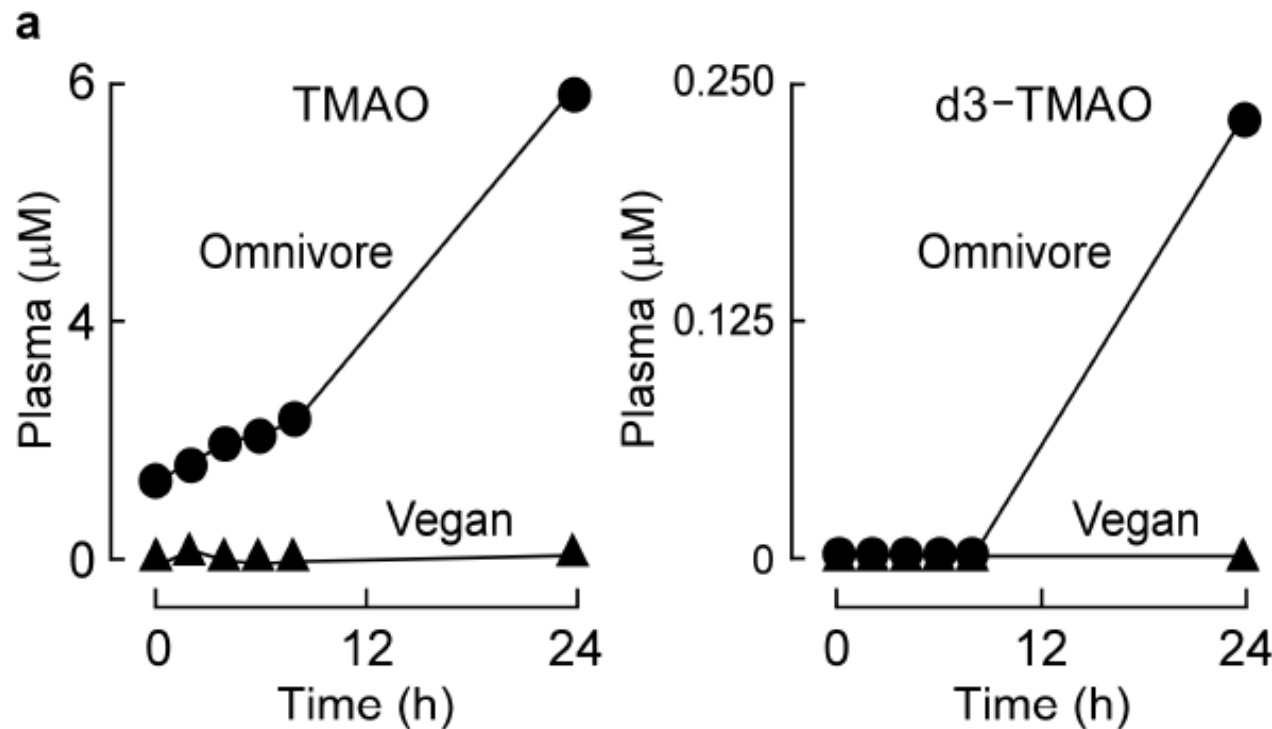 a
TMAO
Plasma (μM)
6
4
0
Omnivore
Vegan
0 12 24
Time (h)
d3-TMAO
Plasma (μM)
0.250
0.125
0
Omnivore
Vegan
0 12 24
Time (h)